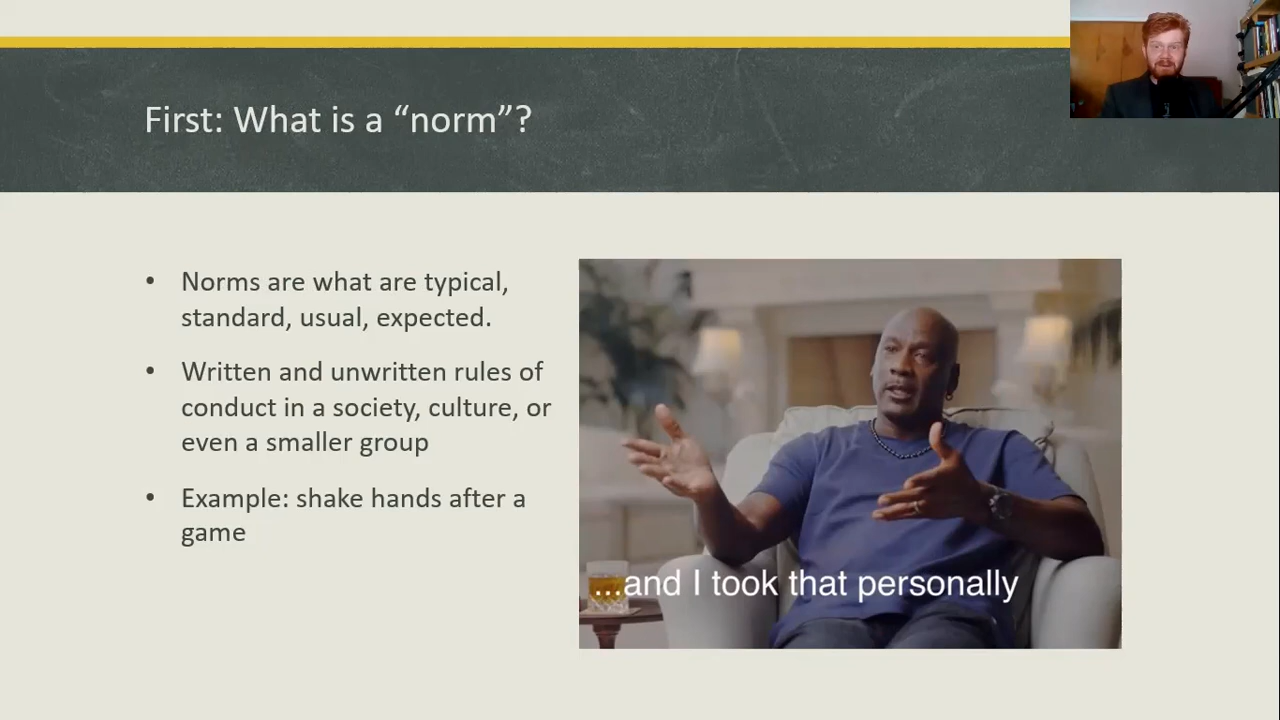 First: What is a “norm”?
• Norms are what are typical,
standard, usual, expected.
• Written and unwritten rules of
conduct in a society, culture, or
even a smaller group
• Example: shake hands after a
game
...and I took that personally